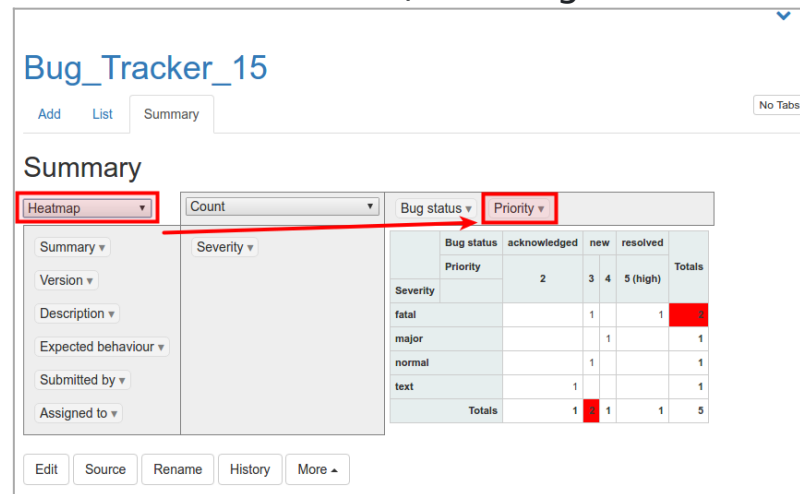 Bug_Tracker_15
Add List Summary
No Tabs
Summary
Heatmap Count Bug status Priority
Summary Severity
Version
Description
Expected behaviour
Submitted by
Assigned to
Bug status acknowledged new resolved Totals
Priority 2 3 4 5 (high)
Severity
fatal 1 1 2
major 1 1
normal 1 1
text 1 1
Totals 1 2 1 1 5
Edit Source Rename History More